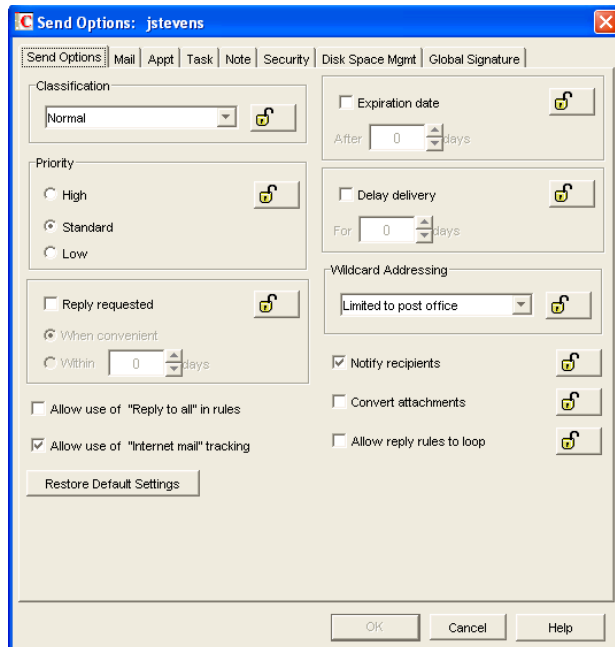 C Send Options: jstevens
Send Options Mail Appt Task Note Security Disk Space Mgmt Global Signature
Classification
Normal
Priority
High
Standard
Low
Reply requested
When convenient
Within 0 days
Allow use of "Reply to all" in rules
Allow use of "Internet mail" tracking
Restore Default Settings
Expiration date
After 0 days
Delay delivery
For 0 days
Wildcard Addressing
Limited to post office
Notify recipients
Convert attachments
Allow reply rules to loop
OK Cancel Help